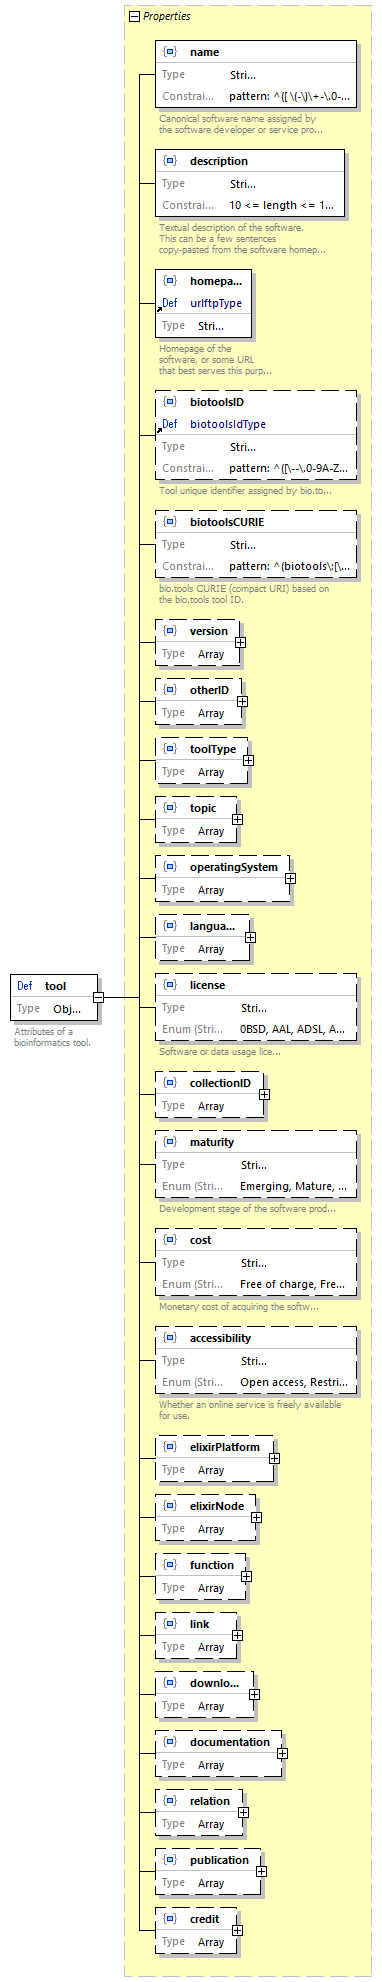 Properties
name
Type Stri...
Constrai... pattern: ^([ \(-\)\+-\.0-...
Canonical software name assigned by
the software developer or service pro...
description
Type Stri...
Constrai... 10 <= length <= 1...
Textual description of the software.
This can be a few sentences
copy-pasted from the software homep...
homepa...
Def urlftpType
Type Stri...
Homepage of the
software, or some URL
that best serves this purp...
biotoolsID
Def biotoolsIdType
Type Stri...
Constrai... pattern: ^([\--\.0-9A-Z...
Tool unique identifier assigned by bio.to...
biotoolsCURIE
Type Stri...
Constrai... pattern: ^(biotools\:[\...
bio.tools CURIE (compact URI) based on
the bio.tools tool ID.
version
Type Array
otherID
Type Array
toolType
Type Array
topic
Type Array
operatingSystem
Type Array
langua...
Type Array
Def tool
Type Obj...
Attributes of a
bioinformatics tool.
license
Type Stri...
Enum (Stri... 0BSD, AAL, ADSL, A...
Software or data usage lice...
collectionID
Type Array
maturity
Type Stri...
Enum (Stri... Emerging, Mature, ...
Development stage of the software prod...
cost
Type Stri...
Enum (Stri... Free of charge, Fre...
Monetary cost of acquiring the softw...
accessibility
Type Stri...
Enum (Stri... Open access, Restri...
Whether an online service is freely available
for use.
elixirPlatform
Type Array
elixirNode
Type Array
function
Type Array
link
Type Array
downlo...
Type Array
documentation
Type Array
relation
Type Array
publication
Type Array
credit
Type Array